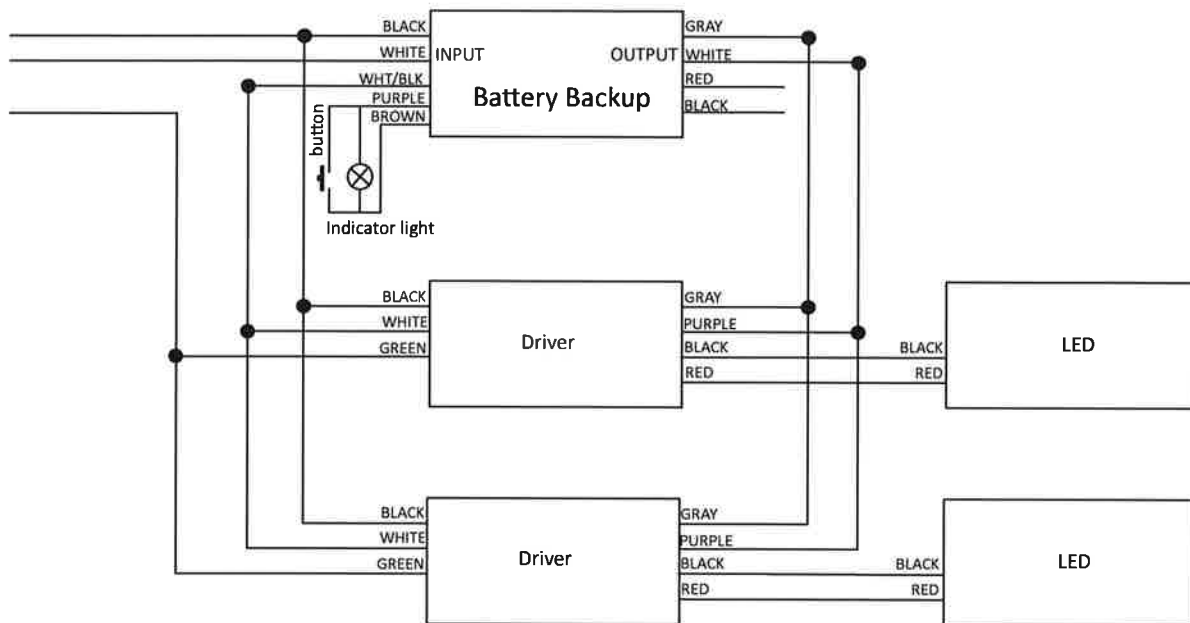 BLACK
WHITE
WHT/BLK
PURPLE
BROWN
INPUT
OUTPUT
Battery Backup
GRAY
WHITE
RED
BLACK
button
Indicator light
BLACK
WHITE
GREEN
Driver
GRAY
PURPLE
BLACK
RED
BLACK
RED
LED
BLACK
WHITE
GREEN
Driver
GRAY
PURPLE
BLACK
RED
BLACK
RED
LED